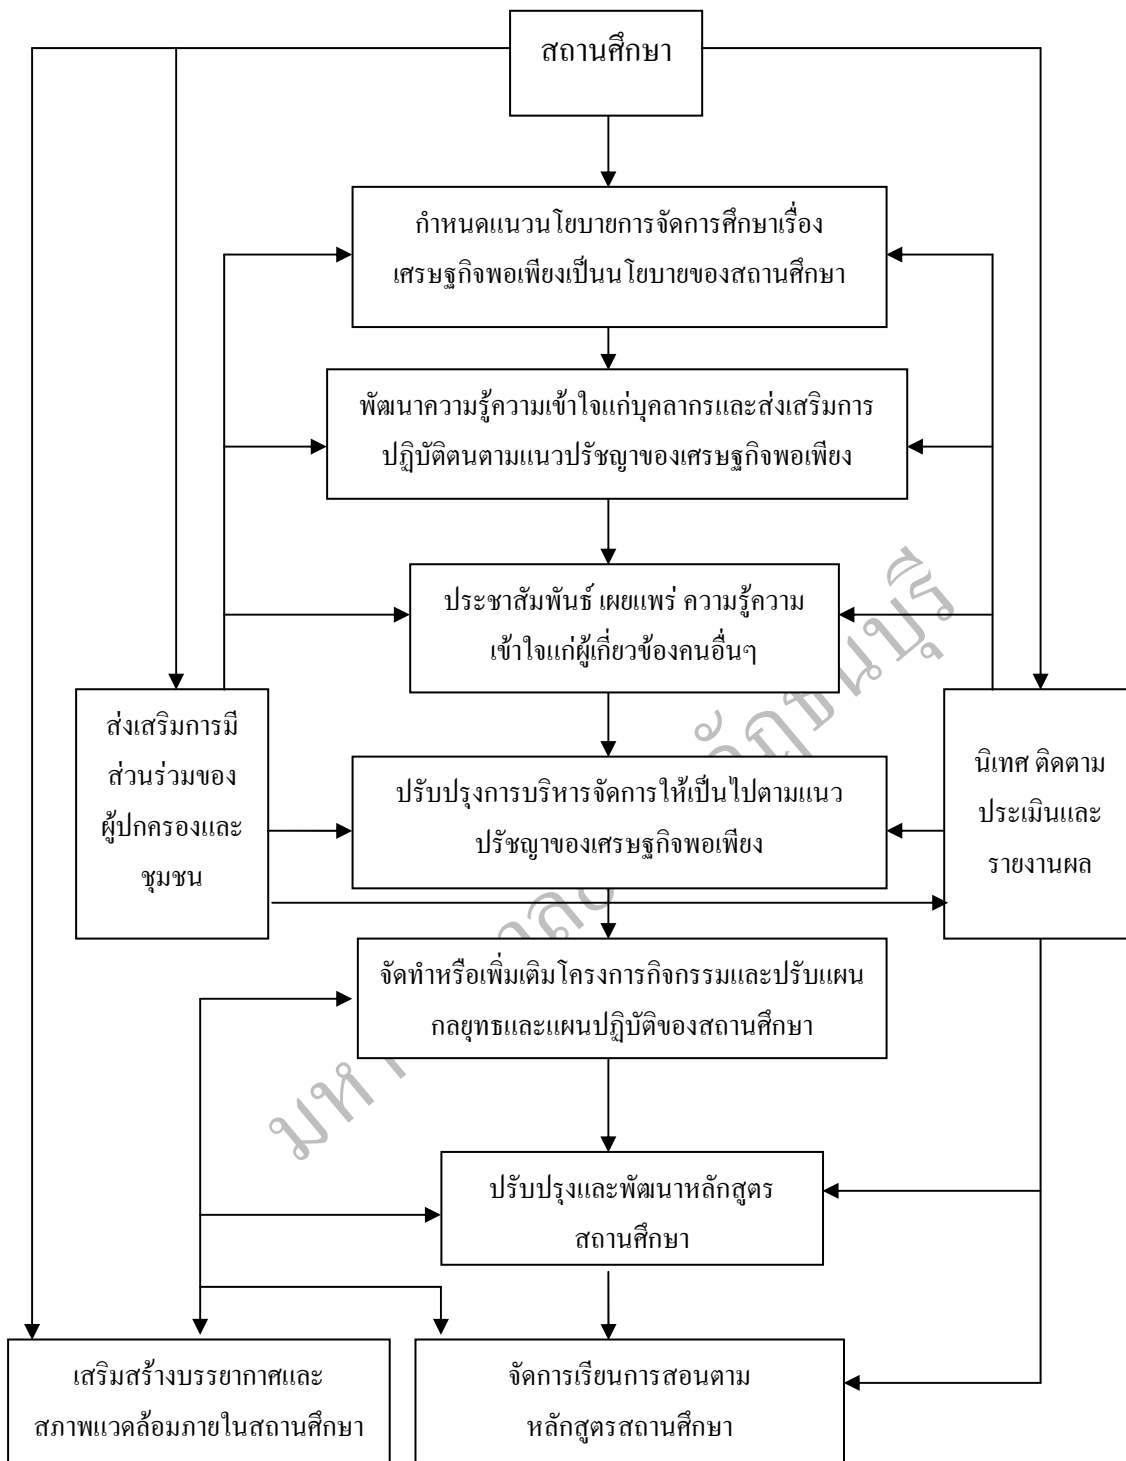 สถานศึกษา
กำหนดแนวนโยบายการจัดการศึกษาเรื่อง
เศรษฐกิจพอเพียงเป็นนโยบายของสถานศึกษา
พัฒนาความรู้ความเข้าใจแก่บุคลากรและส่งเสริมการ
ปฏิบัติตนตามแนวปรัชญาของเศรษฐกิจพอเพียง
ประชาสัมพันธ์ เผยแพร่ ความรู้ความ
เข้าใจแก่ผู้เกี่ยวข้องคนอื่นๆ
ส่งเสริมการมี
ส่วนร่วมของ
ผู้ปกครองและ
ชุมชน
ปรับปรุงการบริหารจัดการให้เป็นไปตามแนว
ปรัชญาของเศรษฐกิจพอเพียง
นิเทศ ติดตาม
ประเมินและ
รายงานผล
จัดทำหรือเพิ่มเติมโครงการกิจกรรมและปรับแผน
กลยุทธและแผนปฏิบัติของสถานศึกษา
ปรับปรุงและพัฒนาหลักสูตร
สถานศึกษา
เสริมสร้างบรรยากาศและ
สภาพแวดล้อมภายในสถานศึกษา
จัดการเรียนการสอนตาม
หลักสูตรสถานศึกษา